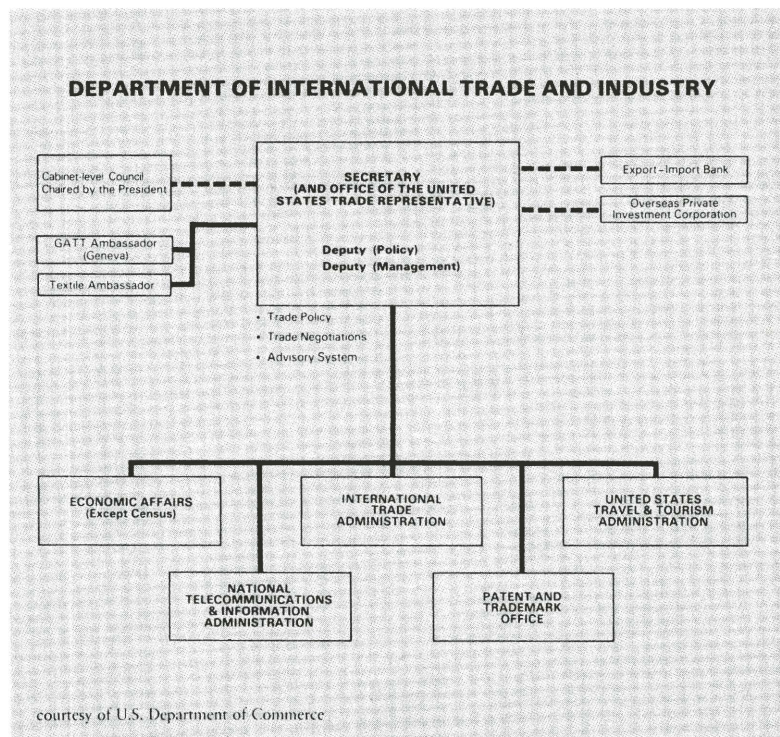 DEPARTMENT OF INTERNATIONAL TRADE AND INDUSTRY
Cabinet-level Council
Chaired by the President
GATT Ambassador
(Geneva)
Textile Ambassador
SECRETARY
(AND OFFICE OF THE UNITED
STATES TRADE REPRESENTATIVE)
Deputy (Policy)
Deputy (Management)
Export-Import Bank
Overseas Private
Investment Corporation
• Trade Policy
• Trade Negotiations
• Advisory System
ECONOMIC AFFAIRS
(Except Census)
INTERNATIONAL
TRADE
ADMINISTRATION
UNITED STATES
TRAVEL & TOURISM
ADMINISTRATION
NATIONAL
TELECOMMUNICATIONS
& INFORMATION
ADMINISTRATION
PATENT AND
TRADEMARK
OFFICE
courtesy of U.S. Department of Commerce